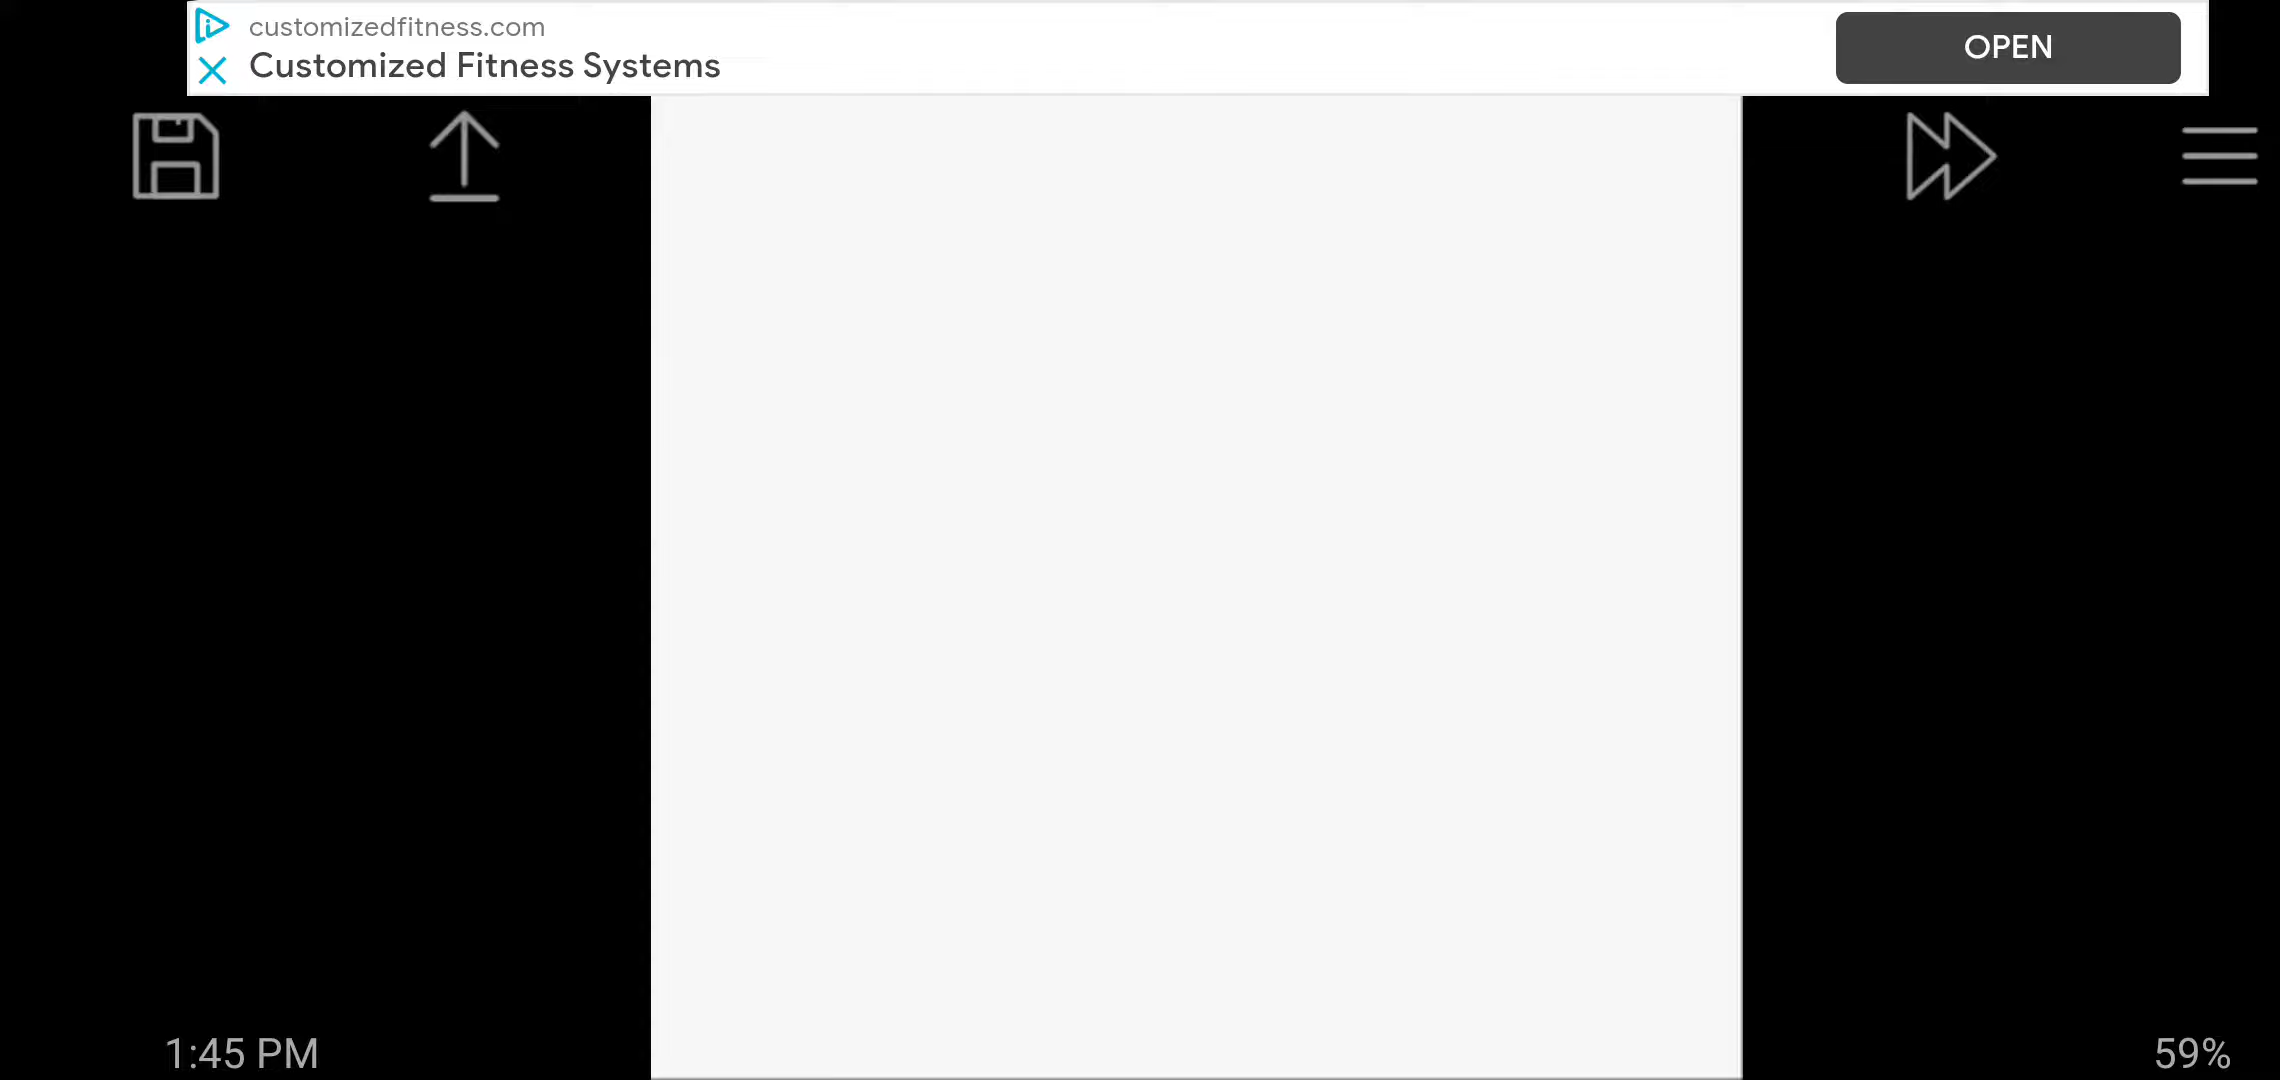 customizedfitness.com
Customized Fitness Systems
OPEN
1:45 PM
59%